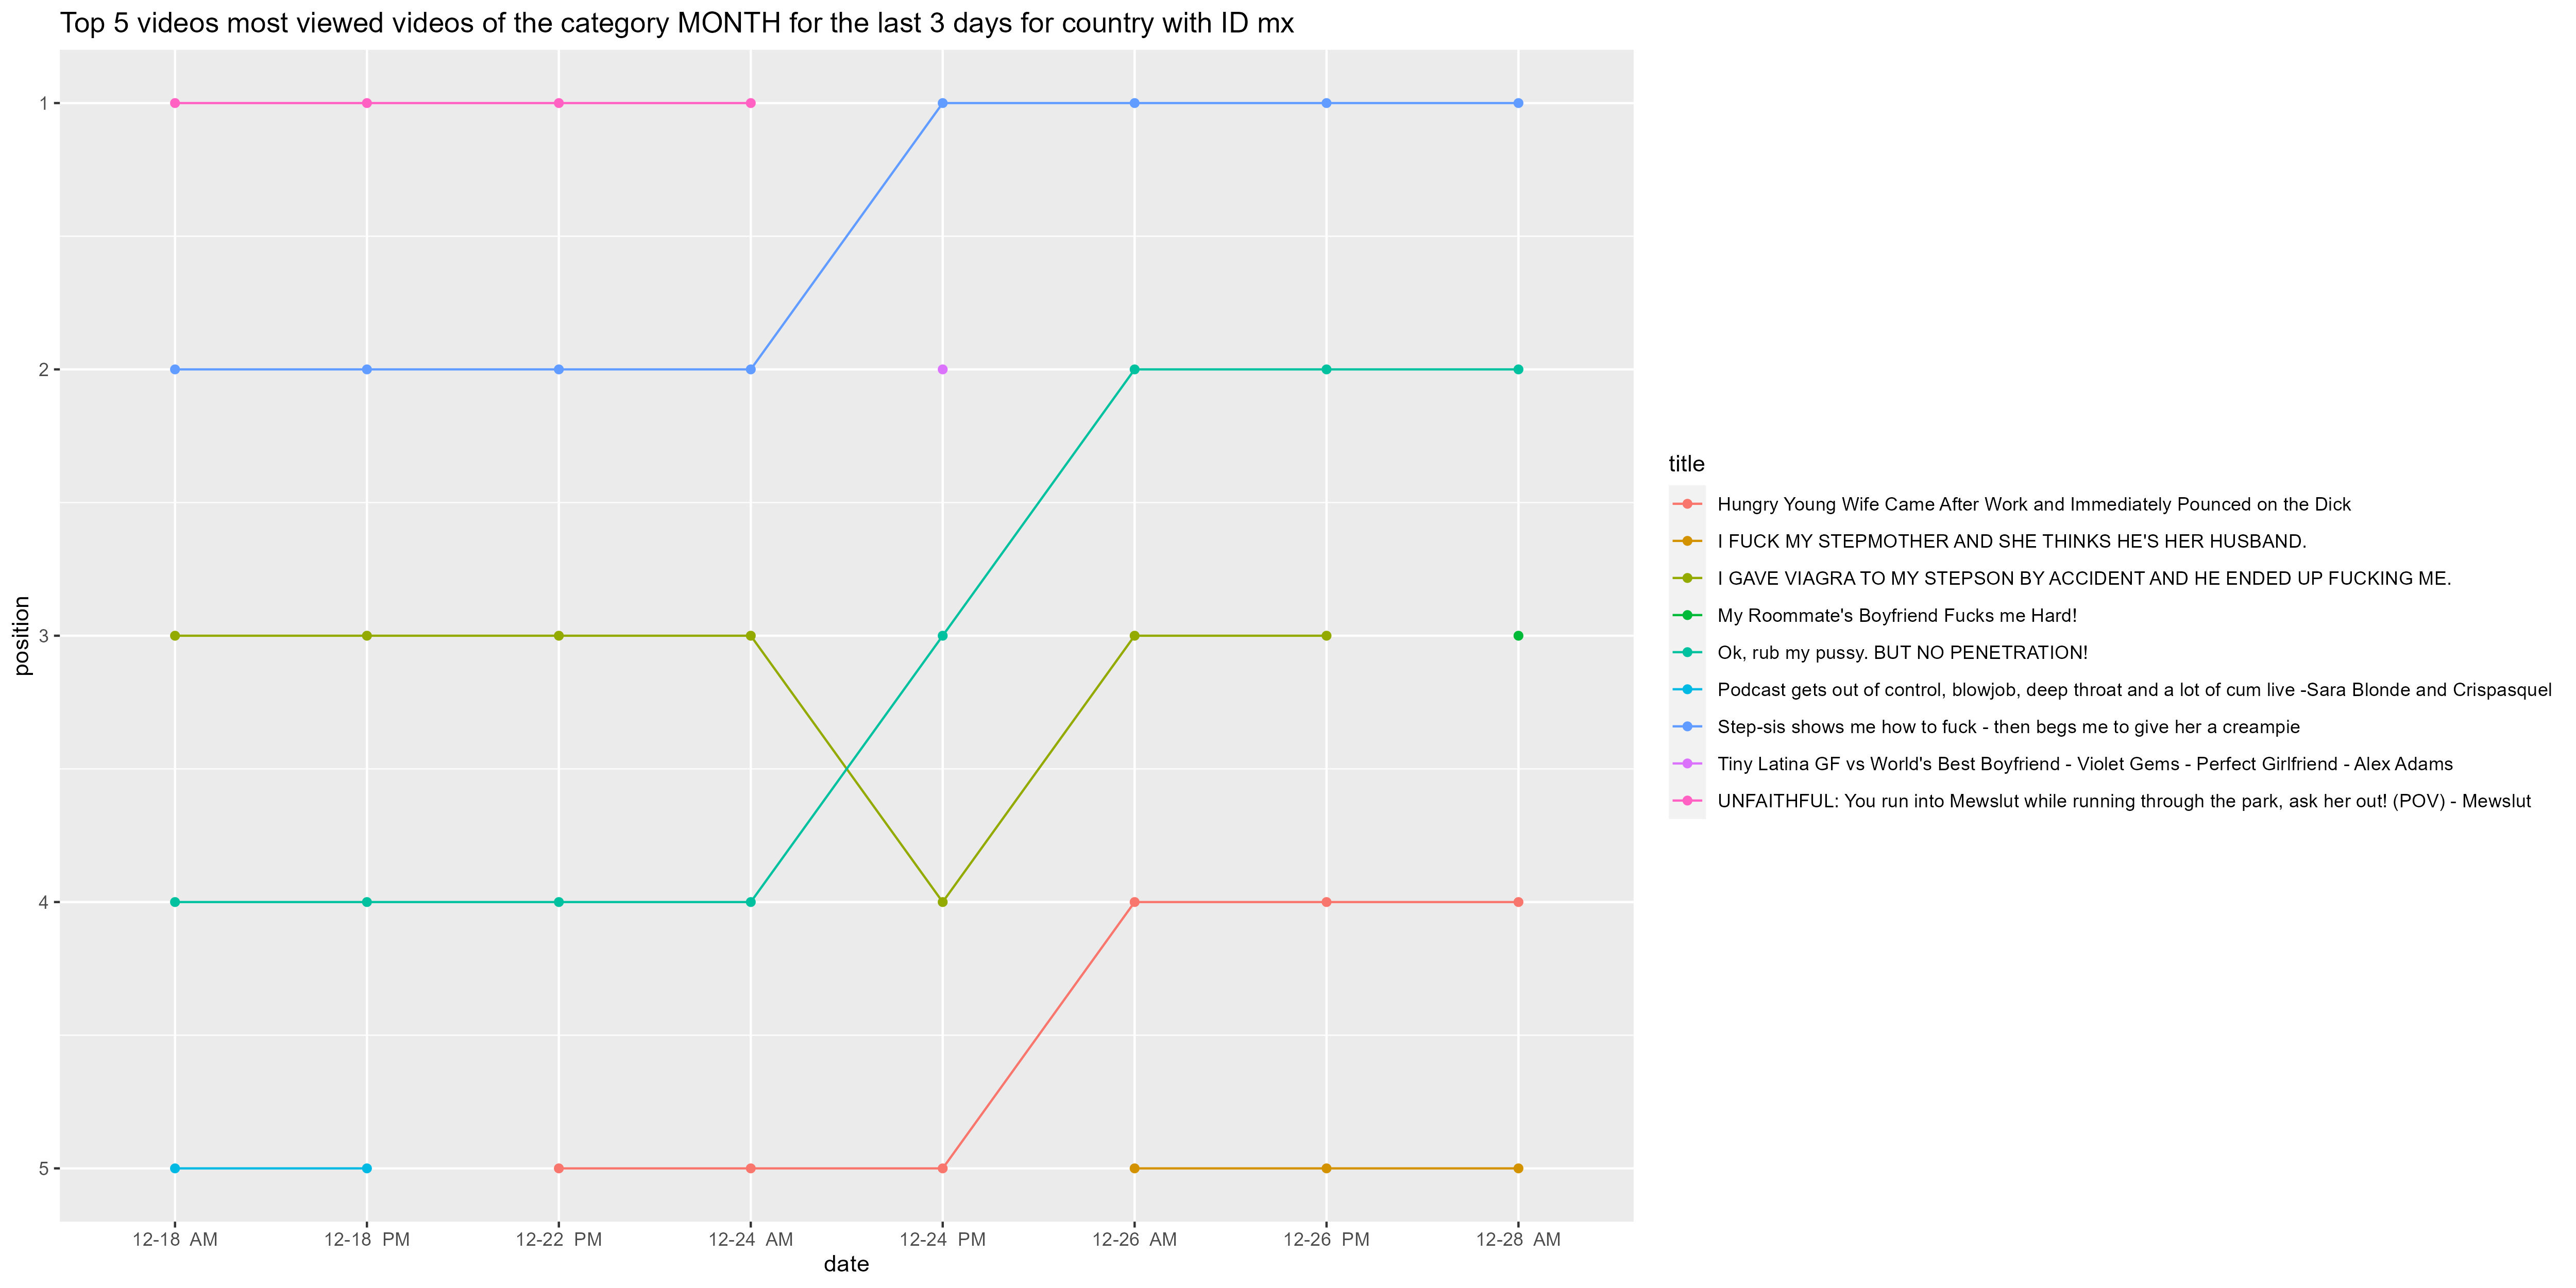 Top 5 videos most viewed videos of the category MONTH for the last 3 days for country with ID mx
position
1
2
3
4
5
12-18 AM
12-18 PM
12-22 PM
12-24 AM
12-24 PM
12-26 AM
12-26 PM
12-28 AM
date
title
Hungry Young Wife Came After Work and Immediately Pounced on the Dick
I FUCK MY STEPMOTHER AND SHE THINKS HE'S HER HUSBAND.
I GAVE VIAGRA TO MY STEPSON BY ACCIDENT AND HE ENDED UP FUCKING ME.
My Roommate's Boyfriend Fucks me Hard!
Ok, rub my pussy. BUT NO PENETRATION!
Podcast gets out of control, blowjob, deep throat and a lot of cum live -Sara Blonde and Crispasquel
Step-sis shows me how to fuck - then begs me to give her a creampie
Tiny Latina GF vs World's Best Boyfriend - Violet Gems - Perfect Girlfriend - Alex Adams
UNFAITHFUL: You run into Mewslut while running through the park, ask her out! (POV) - Mewslut